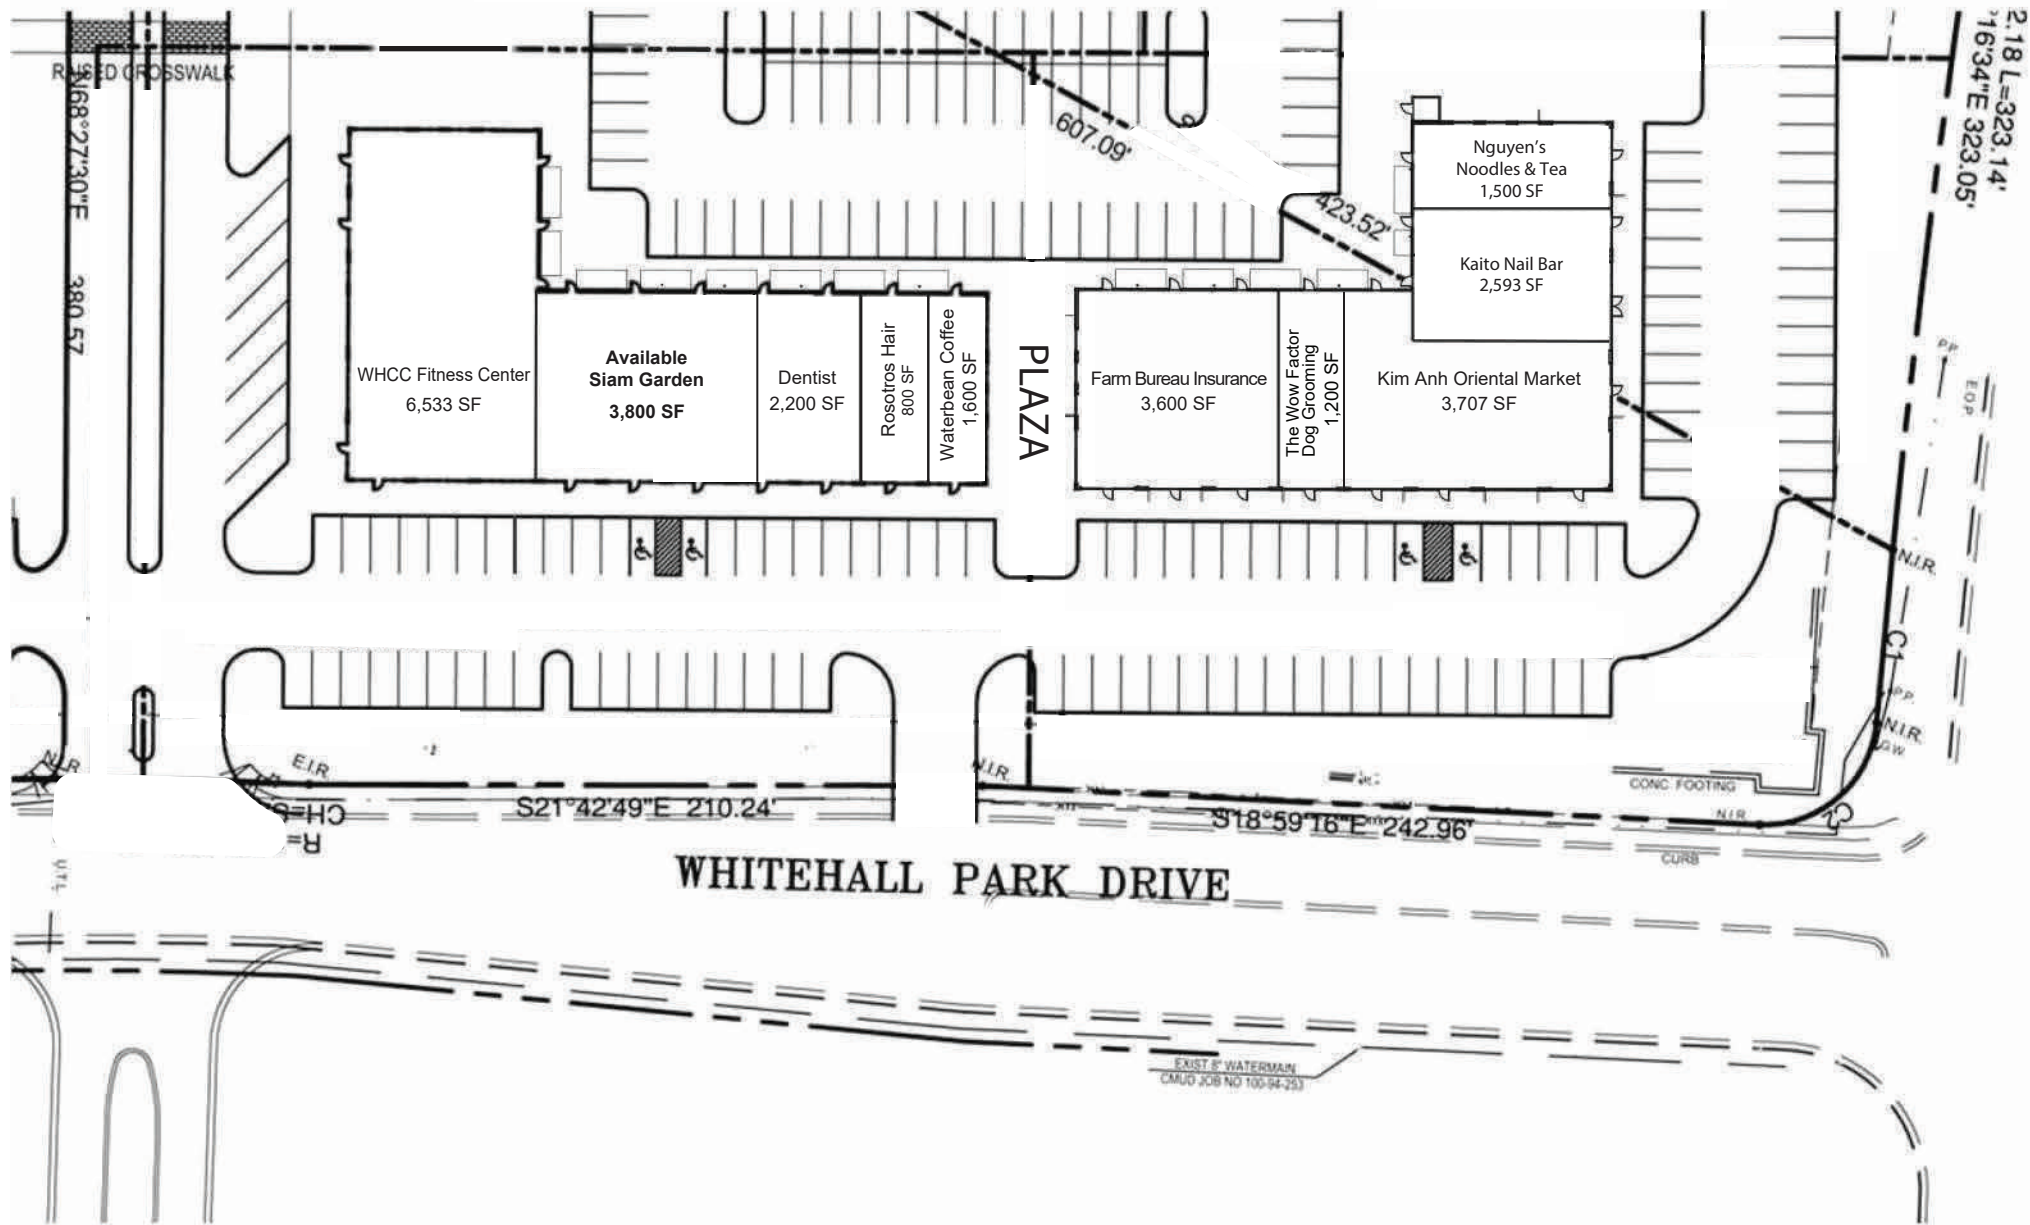 RAISED CROSSWALK
N68°27'30"E 380.57
607.09'
423.52'
2.18 L=323.14'
°16'34"E 323.05'
Nguyen's
Noodles & Tea
1,500 SF
Kaito Nail Bar
2,593 SF
WHCC Fitness Center
6,533 SF
Available
Siam Garden
3,800 SF
Dentist
2,200 SF
Rosotros Hair
800 SF
Waterbean Coffee
1,600 SF
PLAZA
Farm Bureau Insurance
3,600 SF
The Wow Factor
Dog Grooming
1,200 SF
Kim Anh Oriental Market
3,707 SF
P.P.
E.O.P.
N.I.R.
C1
P.P.
N.I.R.
G.W.
E.I.R.
N.I.R.
CONC. FOOTING
N.I.R.
C2
S21°42'49"E 210.24'
S18°59'16"E 242.96'
CH=
R=
CURB
WHITEHALL PARK DRIVE
EXIST 8" WATERMAIN
CMUD JOB NO 100-94-253